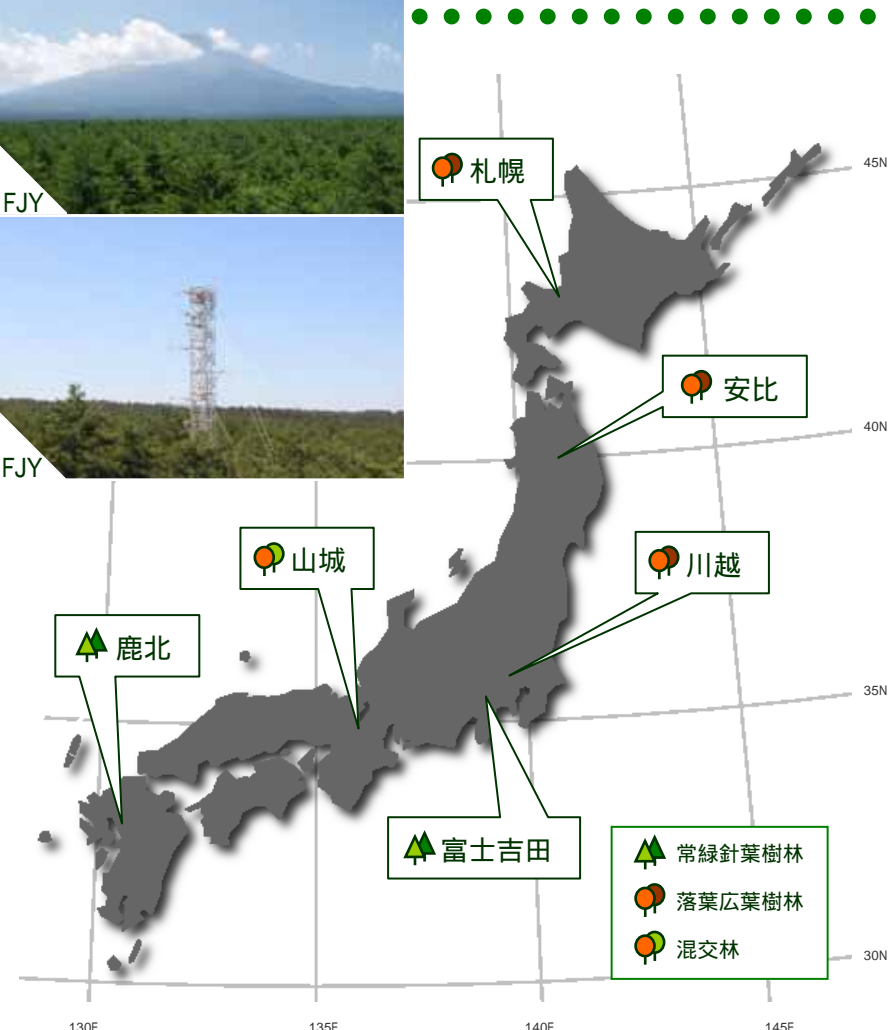 FJY
FJY
札幌
安比
山城
川越
鹿北
富士吉田
常緑針葉樹林
落葉広葉樹林
混交林
45N
40N
35N
30N
130E
135E
140E
145E